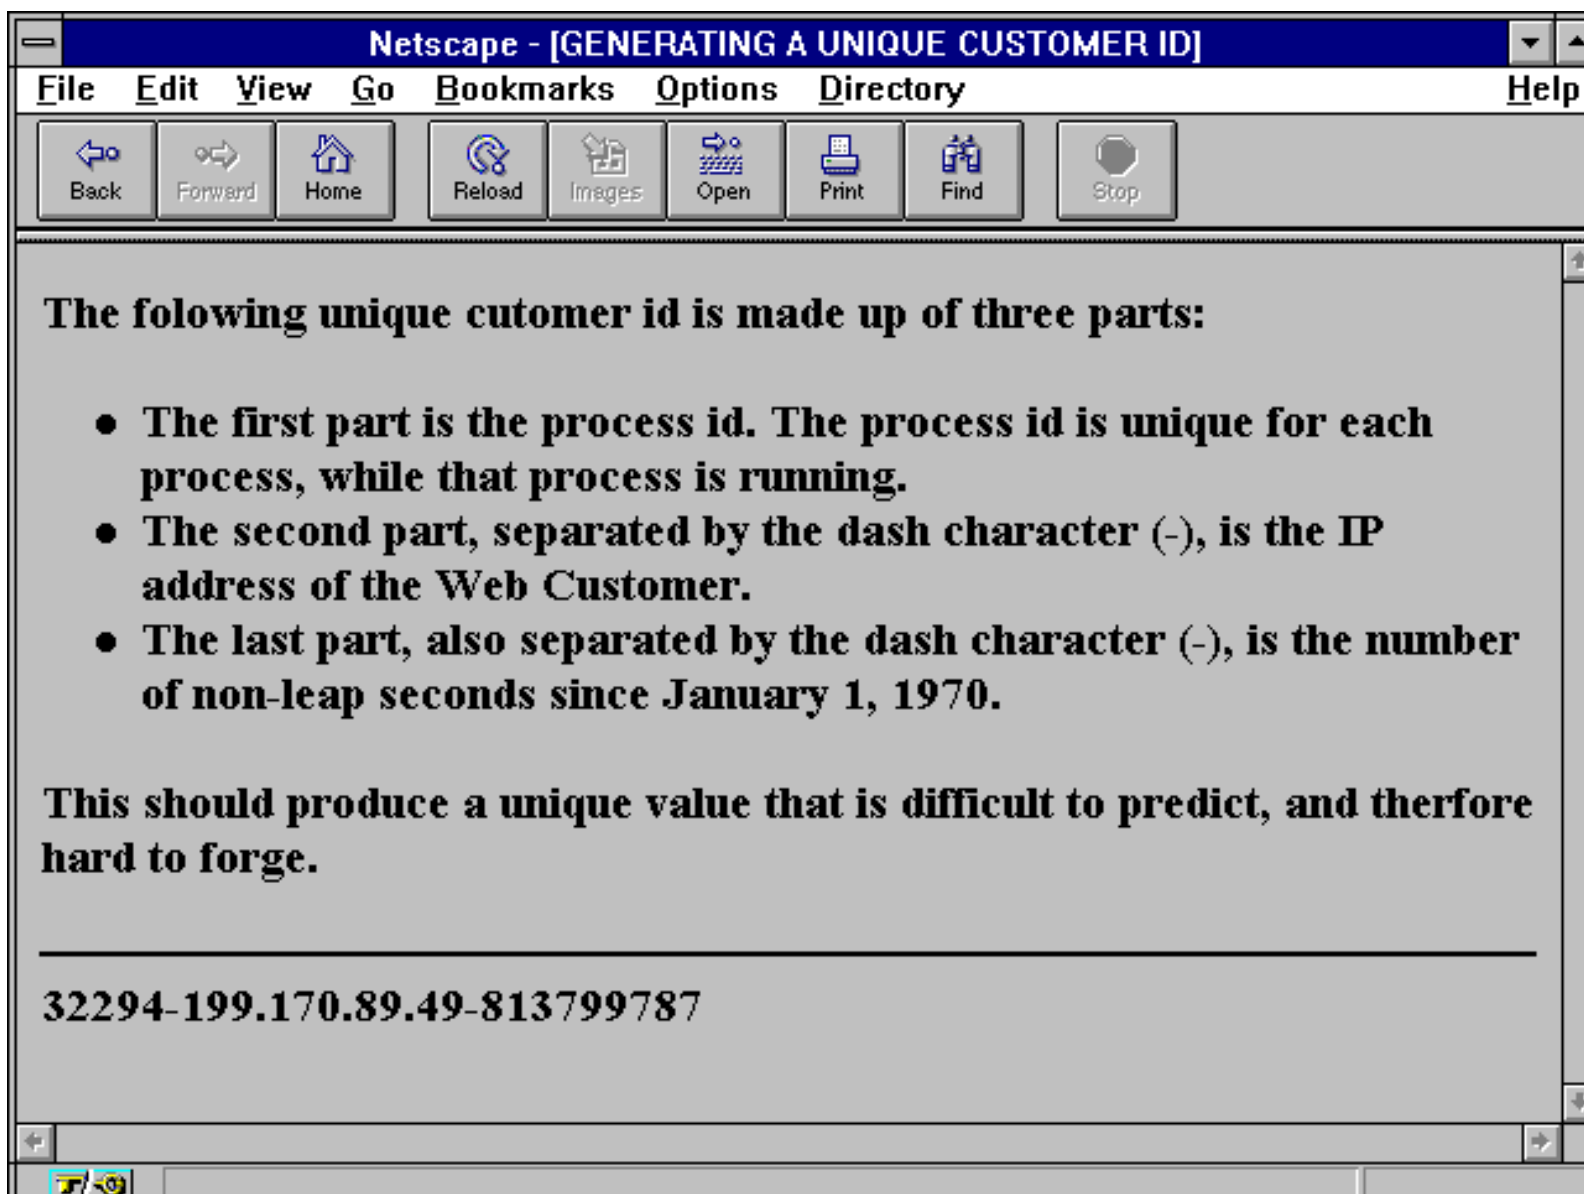 Netscape - [GENERATING A UNIQUE CUSTOMER ID]
File Edit View Go Bookmarks Options Directory Help
Back Forward Home Reload Images Open Print Find Stop
The folowing unique cutomer id is made up of three parts:
The first part is the process id. The process id is unique for each
process, while that process is running.
The second part, separated by the dash character (-), is the IP
address of the Web Customer.
The last part, also separated by the dash character (-), is the number
of non-leap seconds since January 1, 1970.
This should produce a unique value that is difficult to predict, and therfore
hard to forge.
32294-199.170.89.49-813799787